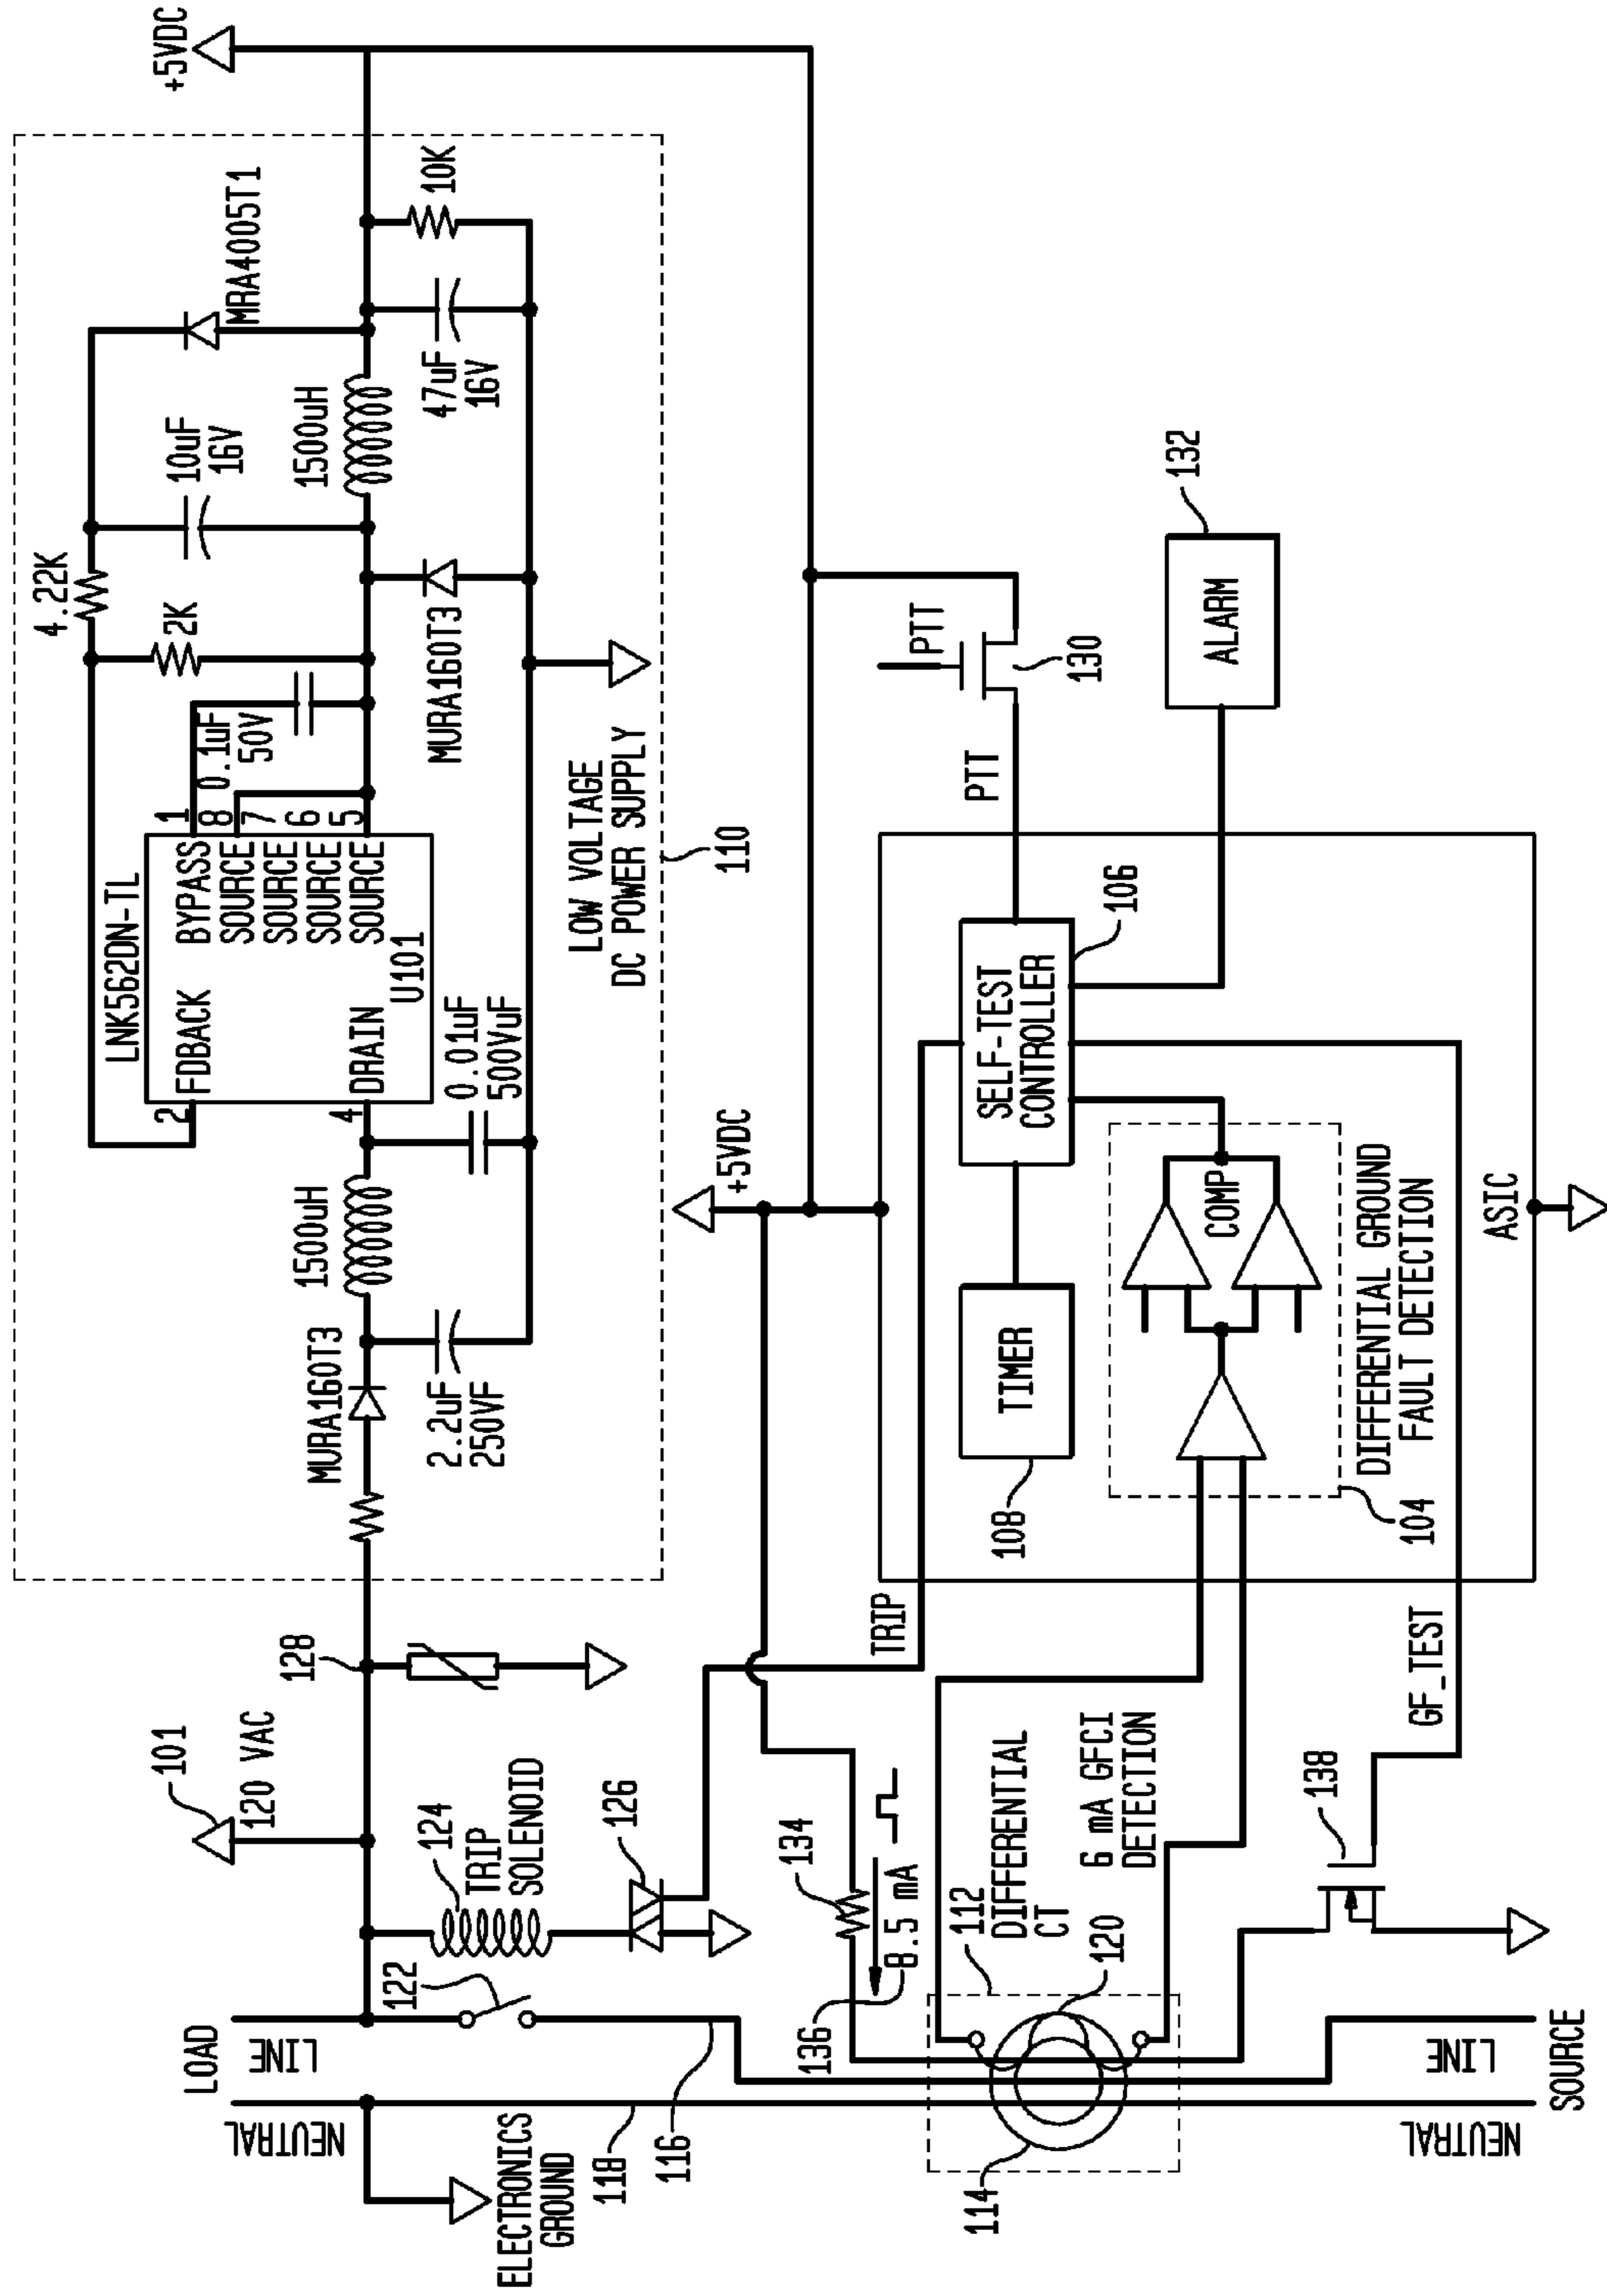 +5VDC
MRA4005T1
10K
47uF
16V
10uF
16V
1500uH
4.22K
2K
0.1uF
50V
MURA160T3
LNK562DN-TL
FDBACK
BYPASS
SOURCE
SOURCE
SOURCE
SOURCE
DRAIN
U101
2
4
1
8
7
6
5
0.01uF
500VuF
1500uH
MURA160T3
2.2uF
250VF
LOW VOLTAGE
DC POWER SUPPLY
110
128
101
120 VAC
124
TRIP
SOLENOID
126
122
LOAD
LINE
NEUTRAL
ELECTRONICS
GROUND
118
116
+5VDC
PTT
PTT
130
132
ALARM
106
SELF-TEST
CONTROLLER
TIMER
108
COMP
DIFFERENTIAL GROUND
FAULT DETECTION
104
ASIC
TRIP
134
8.5 mA
136
112
DIFFERENTIAL
CT
120
6 mA GFCI
DETECTION
114
GF_TEST
138
LINE
NEUTRAL
SOURCE